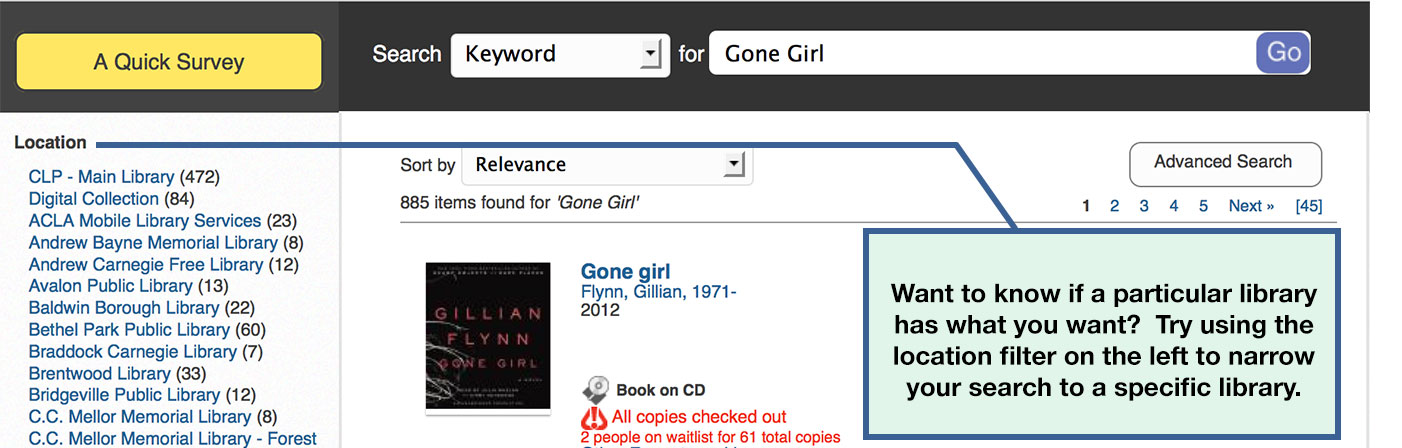 A Quick Survey
Search Keyword for Gone Girl Go
Location
CLP - Main Library (472)
Digital Collection (84)
ACLA Mobile Library Services (23)
Andrew Bayne Memorial Library (8)
Andrew Carnegie Free Library (12)
Avalon Public Library (13)
Baldwin Borough Library (22)
Bethel Park Public Library (60)
Braddock Carnegie Library (7)
Brentwood Library (33)
Bridgeville Public Library (12)
C.C. Mellor Memorial Library (8)
C.C. Mellor Memorial Library - Forest
Sort by Relevance
Advanced Search
885 items found for 'Gone Girl'
1 2 3 4 5 Next » [45]
GILLIAN
FLYNN
GONE GIRL
A NOVEL
Gone girl
Flynn, Gillian, 1971-
2012
Book on CD
All copies checked out
2 people on waitlist for 61 total copies
Want to know if a particular library
has what you want? Try using the
location filter on the left to narrow
your search to a specific library.